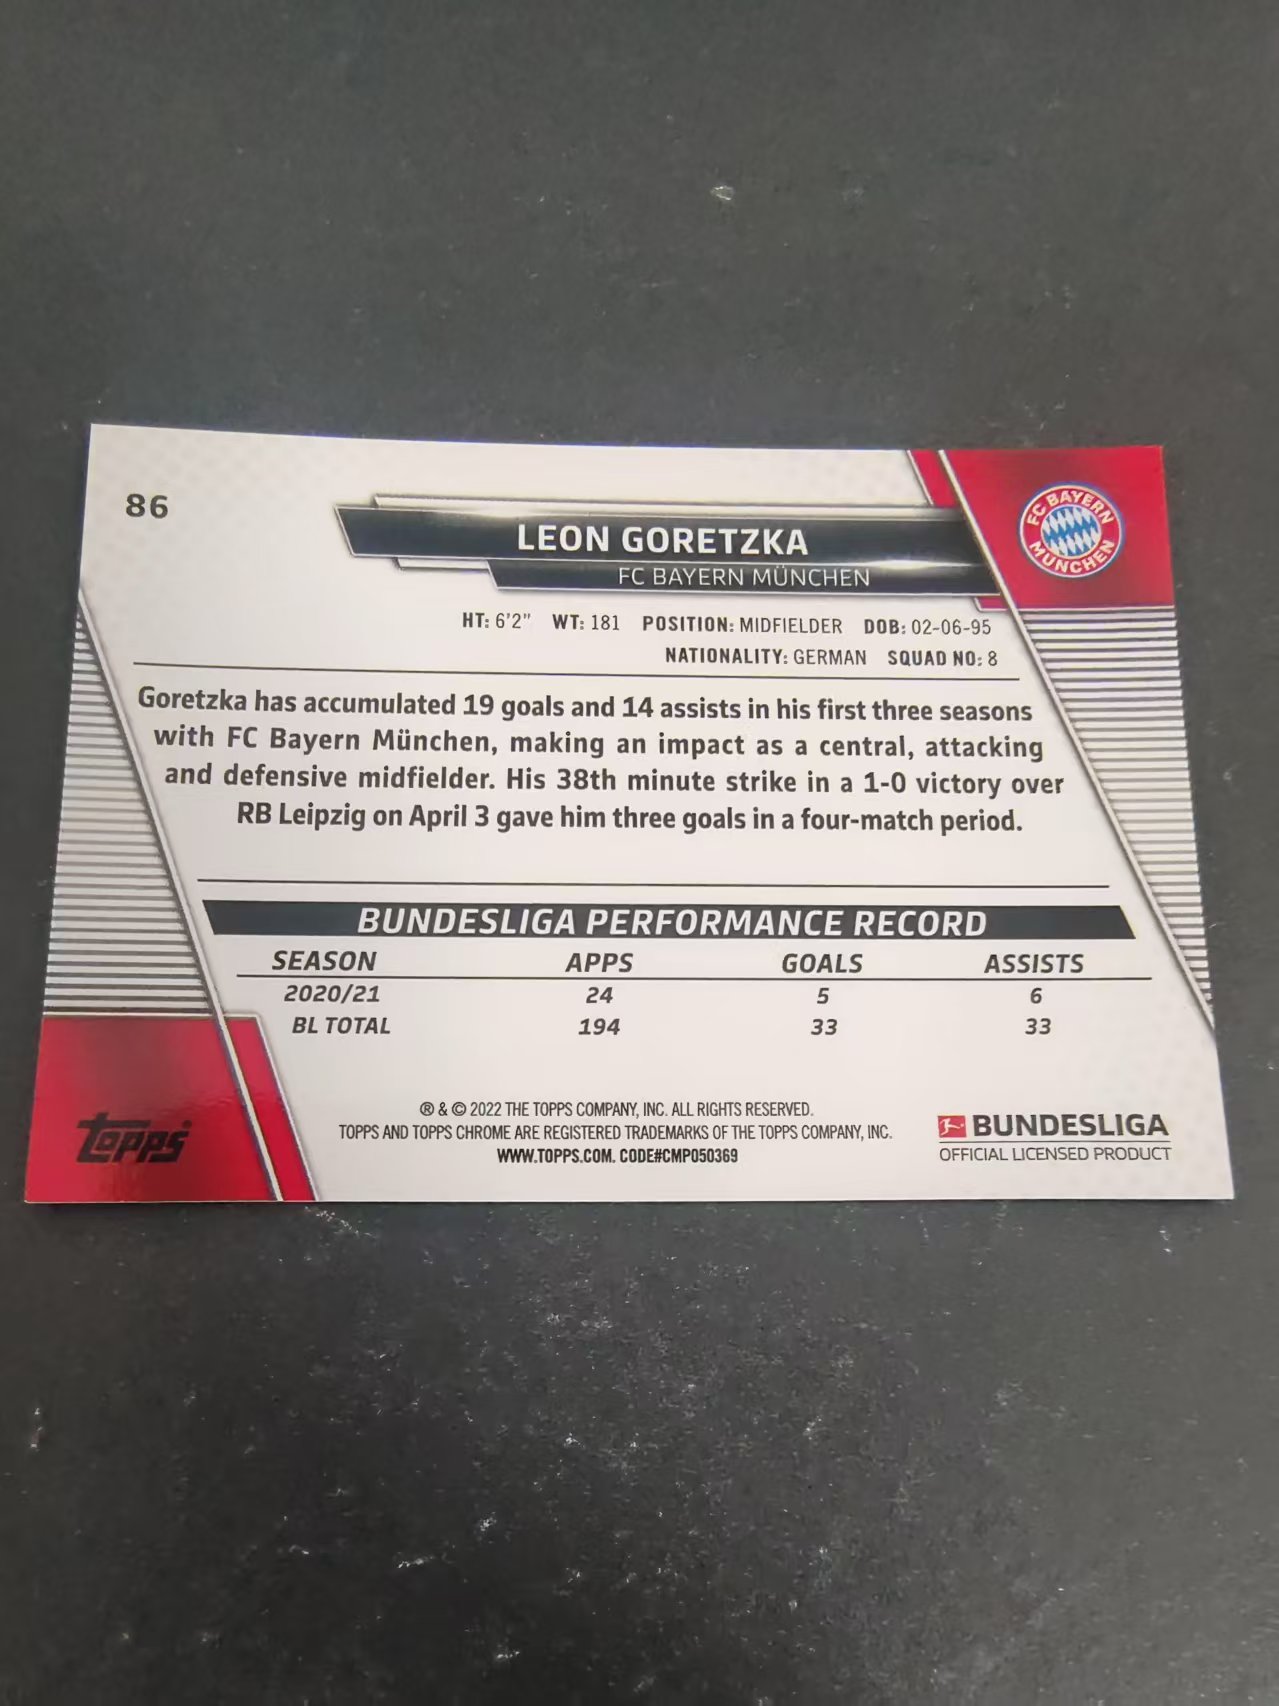 86
LEON GORETZKA
FC BAYERN MÜNCHEN
FC BAYERN
MÜNCHEN
HT: 6'2" WT: 181 POSITION: MIDFIELDER DOB: 02-06-95
NATIONALITY: GERMAN SQUAD NO: 8
Goretzka has accumulated 19 goals and 14 assists in his first three seasons
with FC Bayern München, making an impact as a central, attacking
and defensive midfielder. His 38th minute strike in a 1-0 victory over
RB Leipzig on April 3 gave him three goals in a four-match period.
BUNDESLIGA PERFORMANCE RECORD
SEASON APPS GOALS ASSISTS
2020/21 24 5 6
BL TOTAL 194 33 33
topps
® & © 2022 THE TOPPS COMPANY, INC. ALL RIGHTS RESERVED.
TOPPS AND TOPPS CHROME ARE REGISTERED TRADEMARKS OF THE TOPPS COMPANY, INC.
WWW.TOPPS.COM. CODE#CMP050369
BUNDESLIGA
OFFICIAL LICENSED PRODUCT